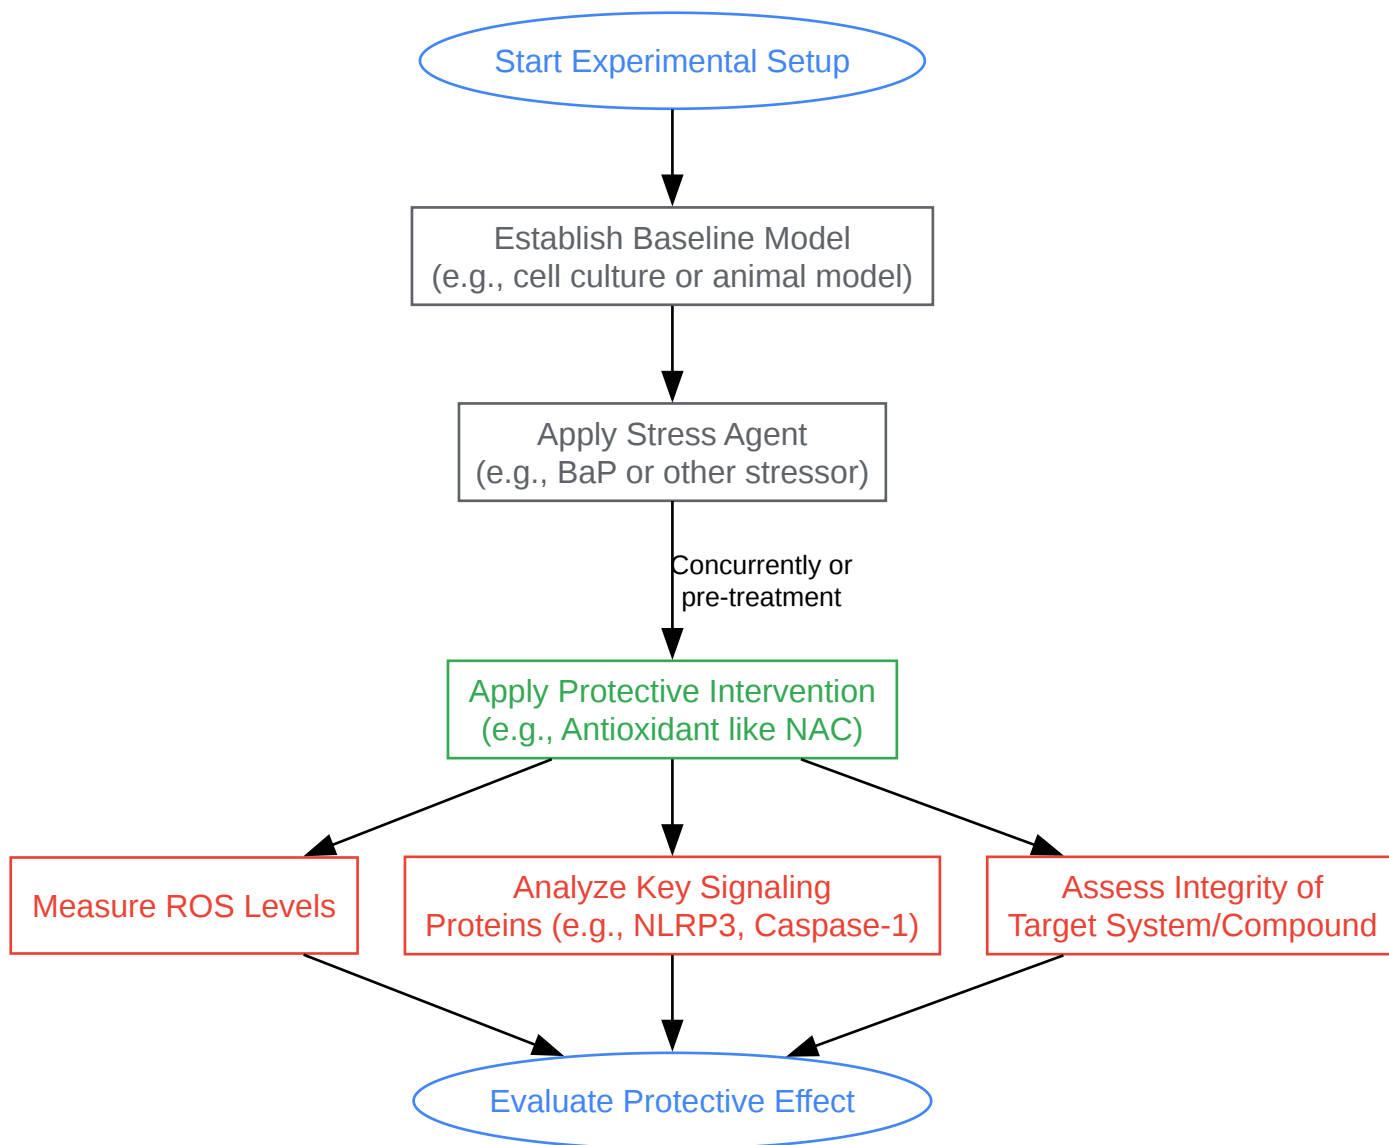 Start Experimental Setup
Establish Baseline Model
(e.g., cell culture or animal model)
Apply Stress Agent
(e.g., BaP or other stressor)
Concurrently or
pre-treatment
Apply Protective Intervention
(e.g., Antioxidant like NAC)
Measure ROS Levels
Analyze Key Signaling
Proteins (e.g., NLRP3, Caspase-1)
Assess Integrity of
Target System/Compound
Evaluate Protective Effect